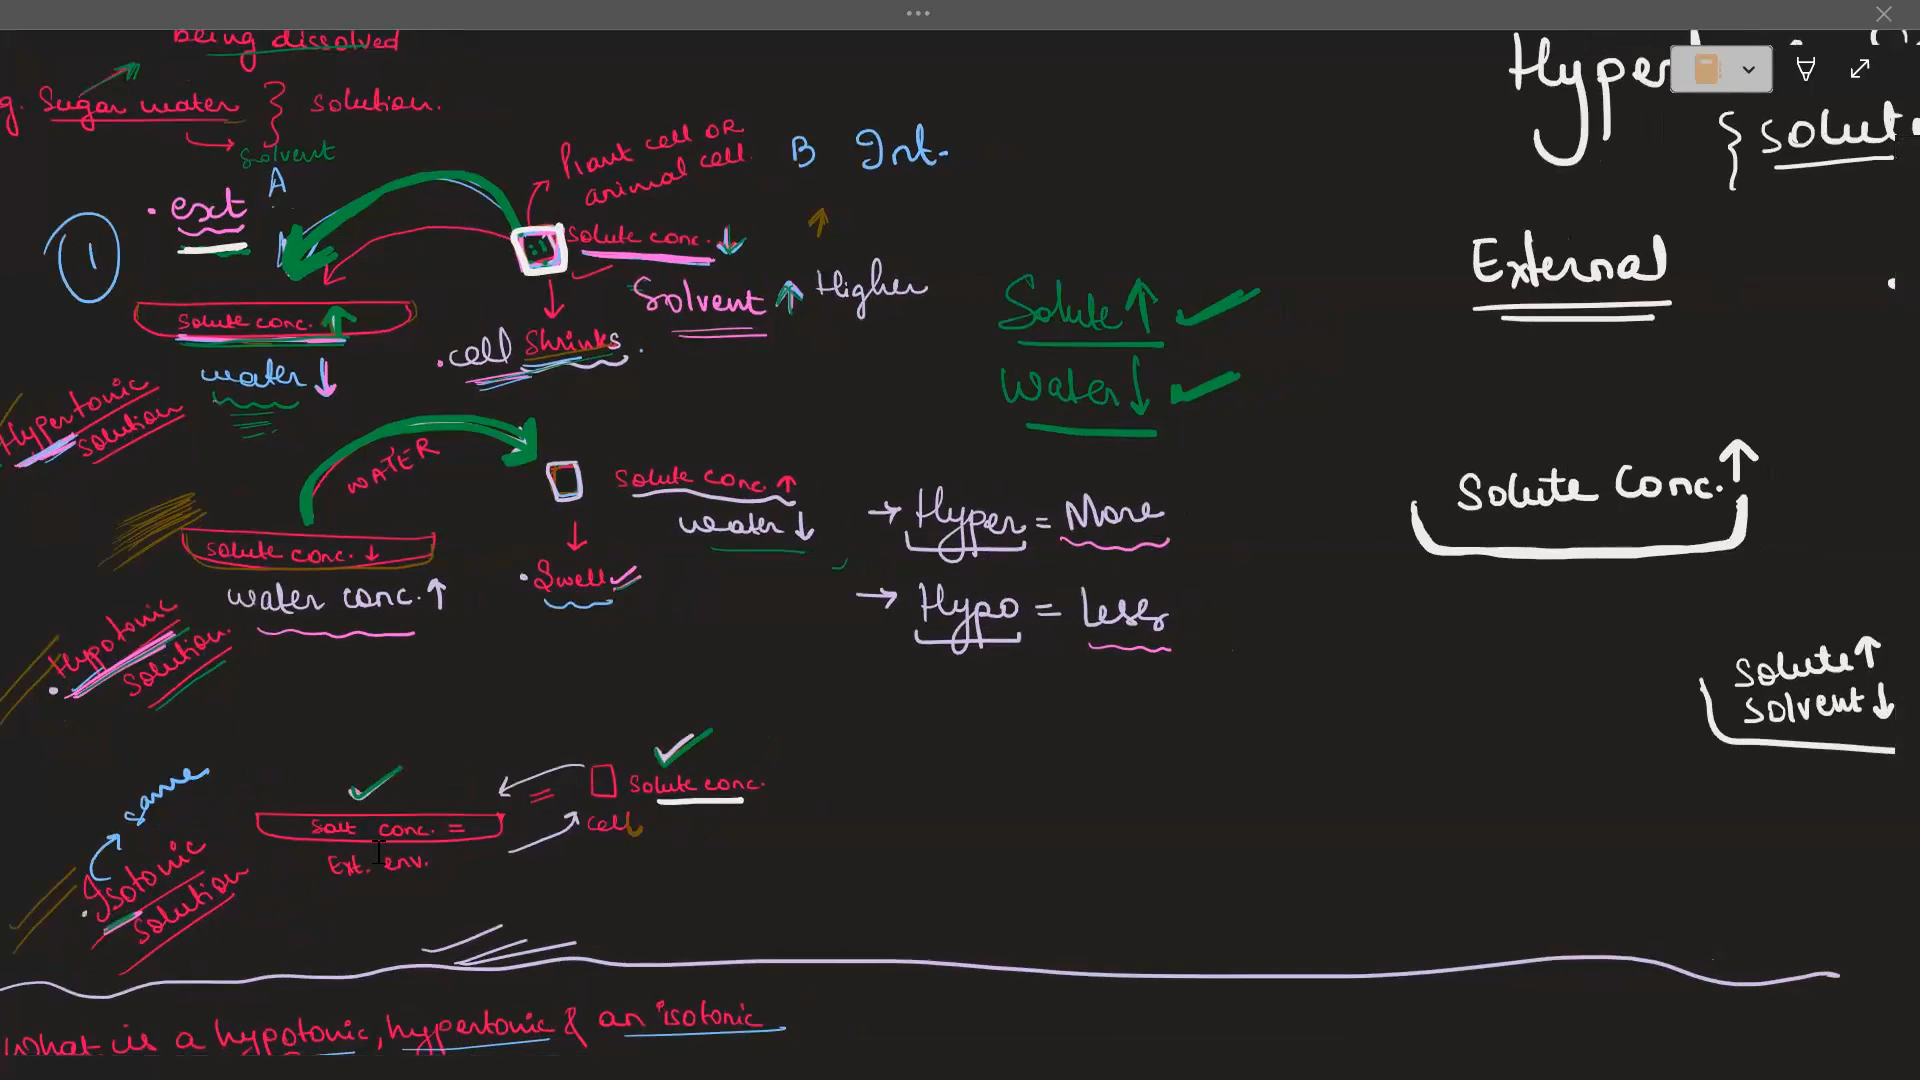 being dissolved
g. Sugar water } solution.
solvent
A
Plant cell OR
animal cell.
B Int.
Hyper
{ solut
• ext
1
solute conc. ↓
Solvent ↑ Higher
solute conc. ↑
• cell Shrinks.
water ↓
Hypertonic
solution
Solute ↑ ✓
Water ↓ ✓
External
WATER
Solute conc. ↑
water ↓
solute conc. ↓
water conc. ↑
• Swell ✓
→ Hyper = More
→ Hypo = Less
Solute Conc. ↑
Hypotonic
solution.
Solute ↑
Solvent ↓
same
Isotonic
solution
Salt conc. =
Ext. env.
=
Solute conc.
Cell
What is a hypotonic, hypertonic & an isotonic